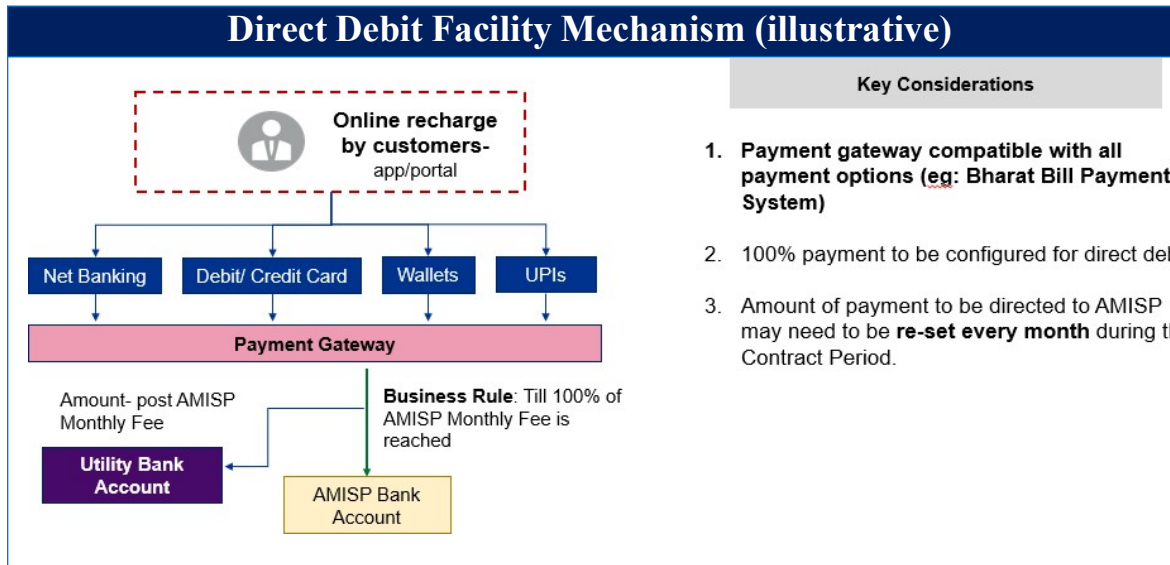 Direct Debit Facility Mechanism (illustrative)
Online recharge
by customers-
app/portal
Net Banking
Debit/ Credit Card
Wallets
UPIs
Payment Gateway
Amount- post AMISP
Monthly Fee
Business Rule: Till 100% of
AMISP Monthly Fee is
reached
Utility Bank
Account
AMISP Bank
Account
Key Considerations
1. Payment gateway compatible with all
payment options (eg: Bharat Bill Payment
System)
2. 100% payment to be configured for direct
3. Amount of payment to be directed to AMISP
may need to be re-set every month during
Contract Period.